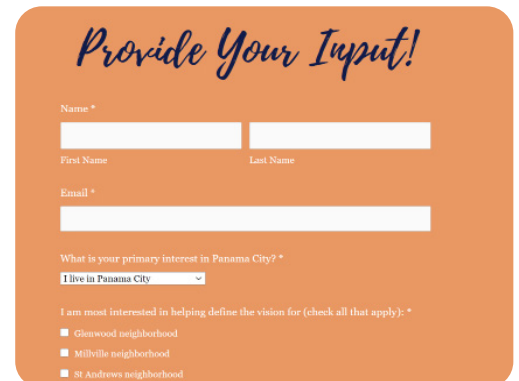 Provide Your Input!
Name *
First Name Last Name
Email *
What is your primary interest in Panama City? *
I live in Panama City
I am most interested in helping define the vision for (check all that apply): *
Glenwood neighborhood
Millville neighborhood
St Andrews neighborhood